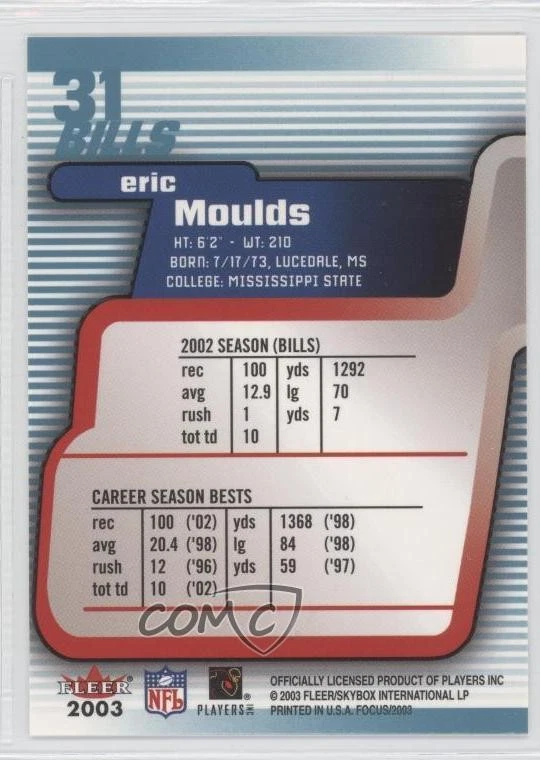 31
BILLS
eric
Moulds
HT: 6'2" - WT: 210
BORN: 7/17/73, LUCEDALE, MS
COLLEGE: MISSISSIPPI STATE
2002 SEASON (BILLS)
rec 100 yds 1292
avg 12.9 lg 70
rush 1 yds 7
tot td 10
CAREER SEASON BESTS
rec 100 ('02) yds 1368 ('98)
avg 20.4 ('98) lg 84 ('98)
rush 12 ('96) yds 59 ('97)
tot td 10 ('02)
COMC
FLEER
2003
NFL
PLAYERS INC
OFFICIALLY LICENSED PRODUCT OF PLAYERS INC
© 2003 FLEER/SKYBOX INTERNATIONAL LP
PRINTED IN U.S.A. FOCUS/2003